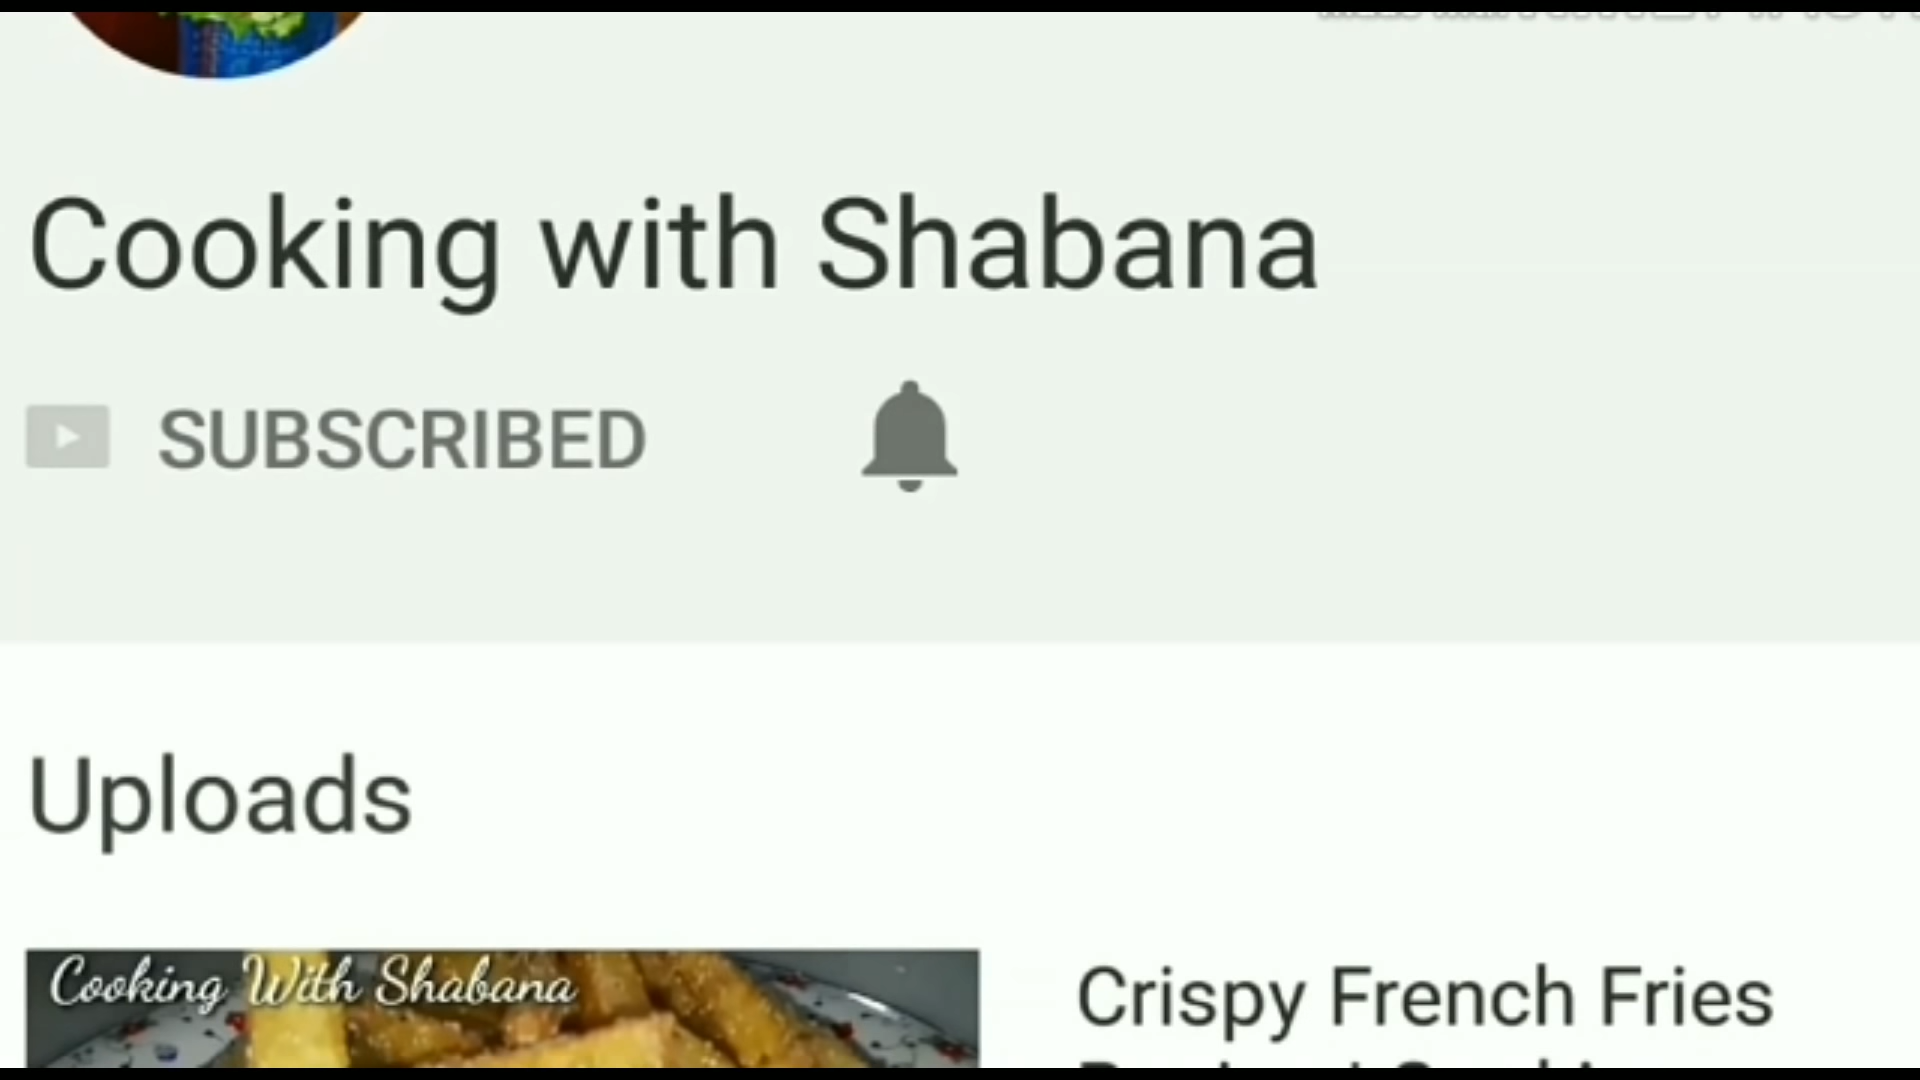 Cooking with Shabana
SUBSCRIBED
Uploads
Cooking With Shabana
Crispy French Fries